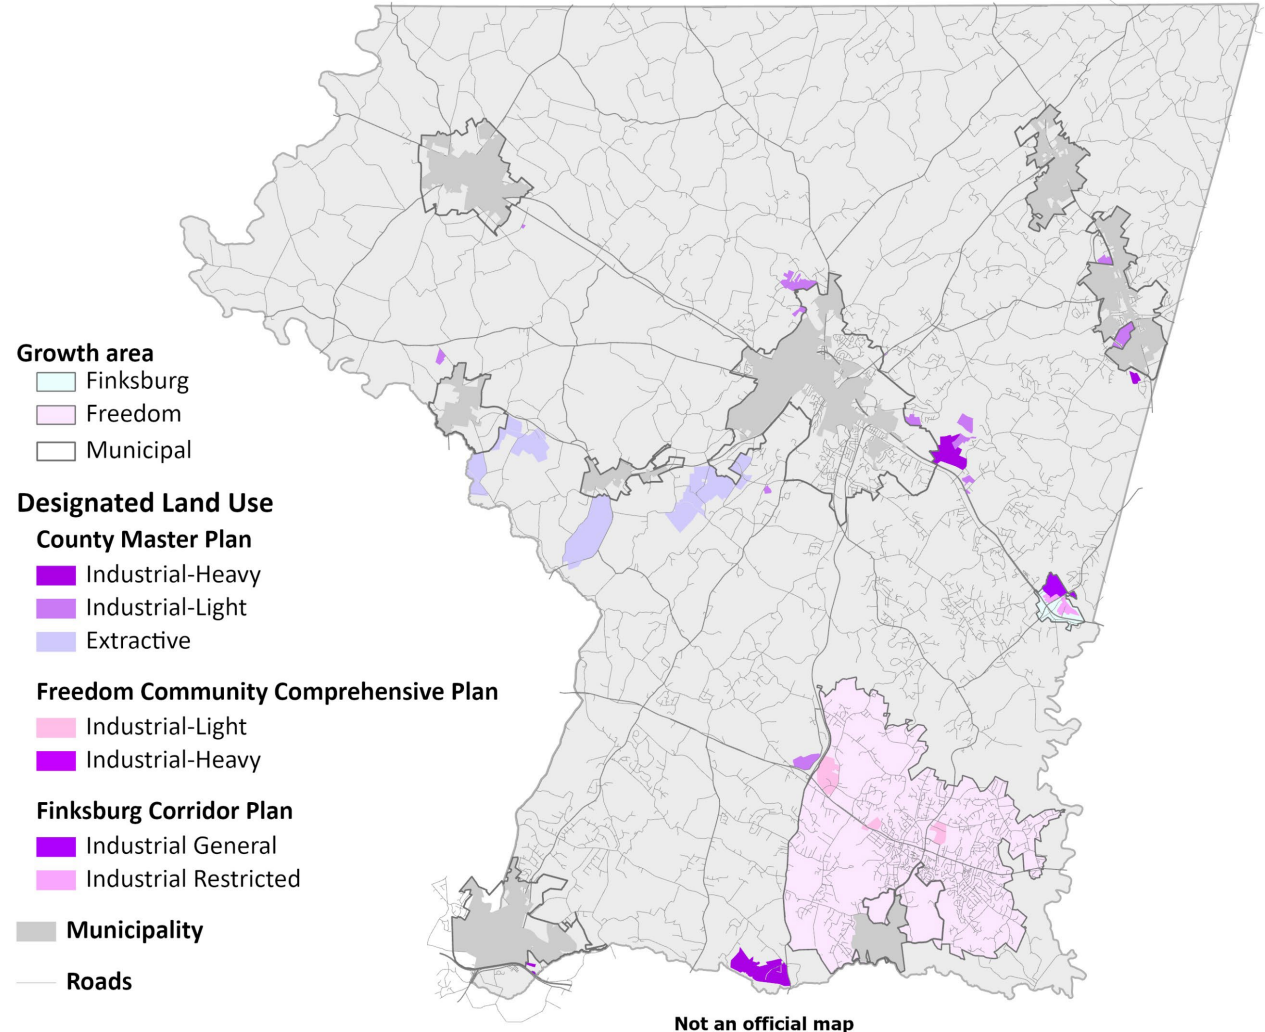 Growth area
Finksburg
Freedom
Municipal
Designated Land Use
County Master Plan
Industrial-Heavy
Industrial-Light
Extractive
Freedom Community Comprehensive Plan
Industrial-Light
Industrial-Heavy
Finksburg Corridor Plan
Industrial General
Industrial Restricted
Municipality
Roads
Not an official map